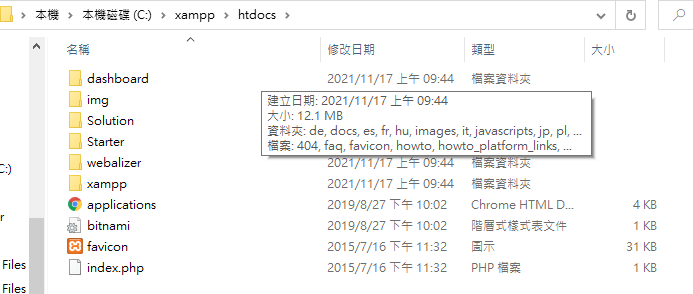 本機 > 本機磁碟 (C:) > xampp > htdocs >
名稱 修改日期 類型 大小
dashboard 2021/11/17 上午 09:44 檔案資料夾
img
Solution
Starter
webalizer 2021/11/17 上午 09:44 檔案資料夾
xampp 2021/11/17 上午 09:44 檔案資料夾
applications 2019/8/27 下午 10:02 Chrome HTML D... 4 KB
bitnami 2019/8/27 下午 10:02 階層式樣式表文件 1 KB
favicon 2015/7/16 下午 11:32 圖示 31 KB
index.php 2015/7/16 下午 11:32 PHP 檔案 1 KB
建立日期: 2021/11/17 上午 09:44
大小: 12.1 MB
資料夾: de, docs, es, fr, hu, images, it, javascripts, jp, pl, ...
檔案: 404, faq, favicon, howto, howto_platform_links, ...
C:)
r
Files
Files